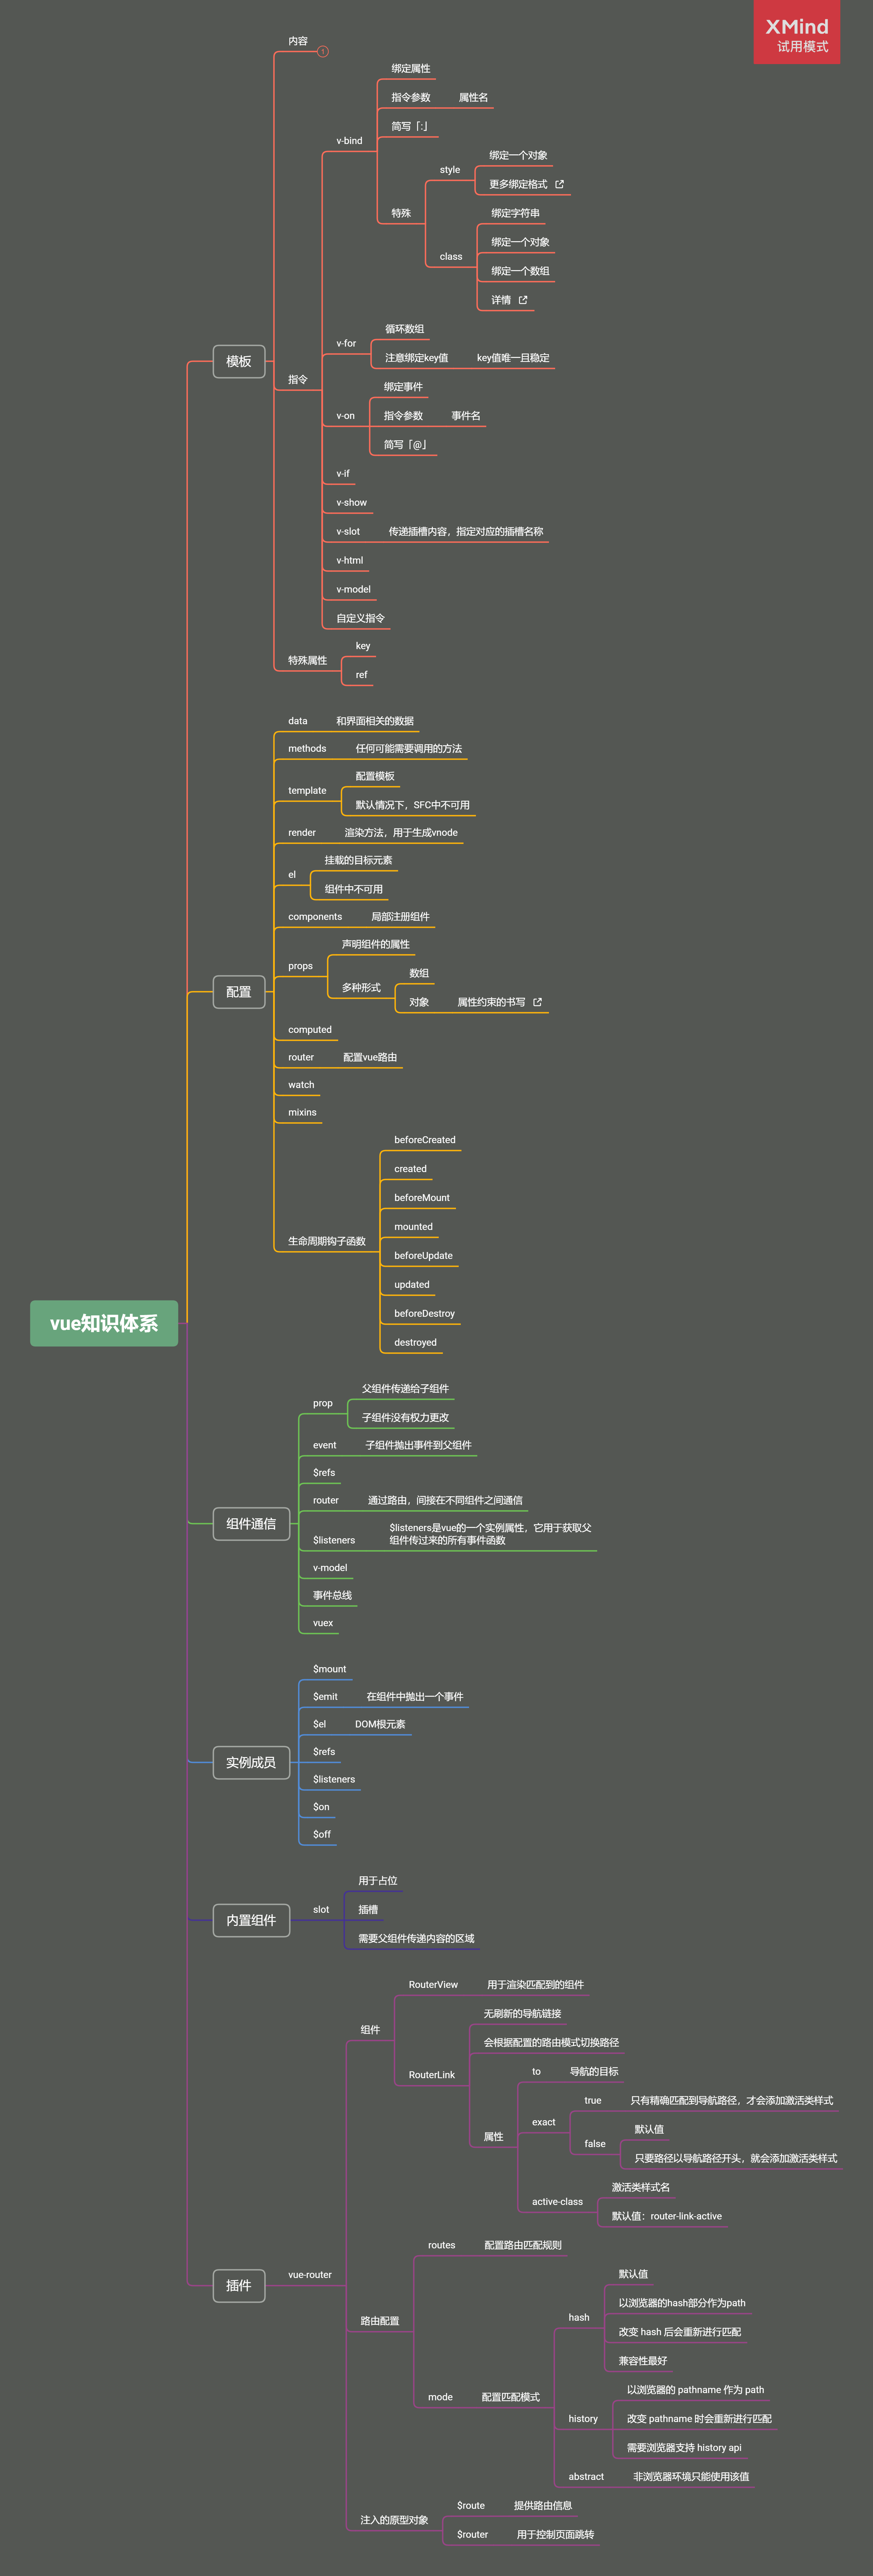 XMind
试用模式
内容
1
绑定属性
指令参数 属性名
简写「:」
v-bind
绑定一个对象
style
更多绑定格式
特殊
绑定字符串
绑定一个对象
class
绑定一个数组
详情
循环数组
v-for
注意绑定key值 key值唯一且稳定
模板
指令
绑定事件
v-on
指令参数 事件名
简写「@」
v-if
v-show
v-slot 传递插槽内容，指定对应的插槽名称
v-html
v-model
自定义指令
key
特殊属性
ref
data 和界面相关的数据
methods 任何可能需要调用的方法
配置模板
template
默认情况下，SFC中不可用
render 渲染方法，用于生成vnode
挂载的目标元素
el
组件中不可用
components 局部注册组件
声明组件的属性
props
数组
多种形式
对象 属性约束的书写
配置
computed
router 配置vue路由
watch
mixins
beforeCreated
created
beforeMount
mounted
生命周期钩子函数
beforeUpdate
updated
beforeDestroy
destroyed
vue知识体系
父组件传递给子组件
prop
子组件没有权力更改
event 子组件抛出事件到父组件
$refs
router 通过路由，间接在不同组件之间通信
组件通信
$listeners
$listeners是vue的一个实例属性，它用于获取父
组件传过来的所有事件函数
v-model
事件总线
vuex
$mount
$emit 在组件中抛出一个事件
$el DOM根元素
$refs
实例成员
$listeners
$on
$off
用于占位
内置组件
slot
插槽
需要父组件传递内容的区域
RouterView 用于渲染匹配到的组件
无刷新的导航链接
组件
会根据配置的路由模式切换路径
RouterLink
to 导航的目标
true 只有精确匹配到导航路径，才会添加激活类样式
exact
默认值
属性
false
只要路径以导航路径开头，就会添加激活类样式
激活类样式名
active-class
默认值：router-link-active
routes 配置路由匹配规则
插件
vue-router
默认值
以浏览器的hash部分作为path
hash
路由配置
改变 hash 后会重新进行匹配
兼容性最好
mode 配置匹配模式
以浏览器的 pathname 作为 path
history
改变 pathname 时会重新进行匹配
需要浏览器支持 history api
abstract 非浏览器环境只能使用该值
$route 提供路由信息
注入的原型对象
$router 用于控制页面跳转